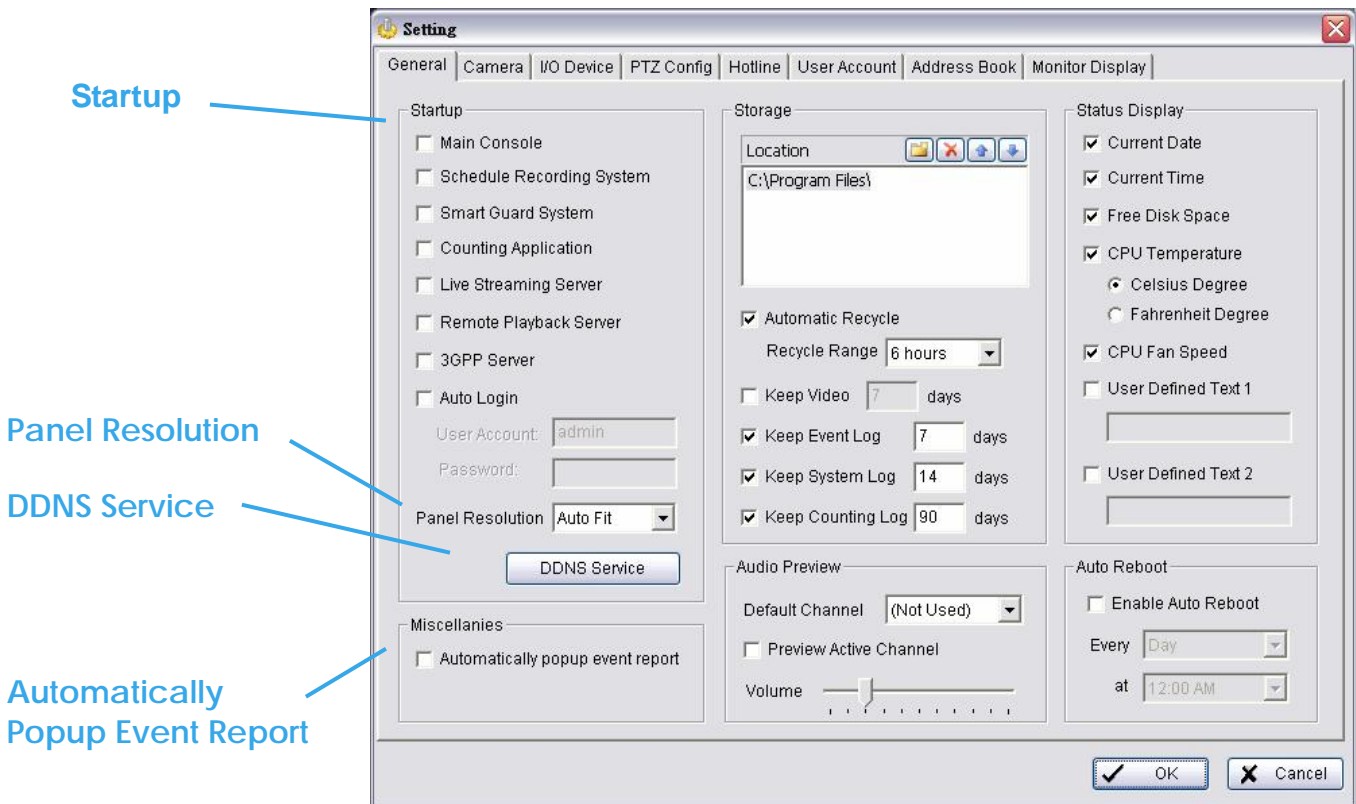 Setting
General
Camera
I/O Device
PTZ Config
Hotline
User Account
Address Book
Monitor Display
Startup
Panel Resolution
DDNS Service
Automatically
Popup Event Report
Startup
Main Console
Schedule Recording System
Smart Guard System
Counting Application
Live Streaming Server
Remote Playback Server
3GPP Server
Auto Login
User Account: admin
Password:
Panel Resolution Auto Fit
DDNS Service
Miscellanies
Automatically popup event report
Storage
Location
C:\Program Files\
Automatic Recycle
Recycle Range 6 hours
Keep Video 7 days
Keep Event Log 7 days
Keep System Log 14 days
Keep Counting Log 90 days
Audio Preview
Default Channel (Not Used)
Preview Active Channel
Volume
Status Display
Current Date
Current Time
Free Disk Space
CPU Temperature
Celsius Degree
Fahrenheit Degree
CPU Fan Speed
User Defined Text 1
User Defined Text 2
Auto Reboot
Enable Auto Reboot
Every Day
at 12:00 AM
OK
Cancel